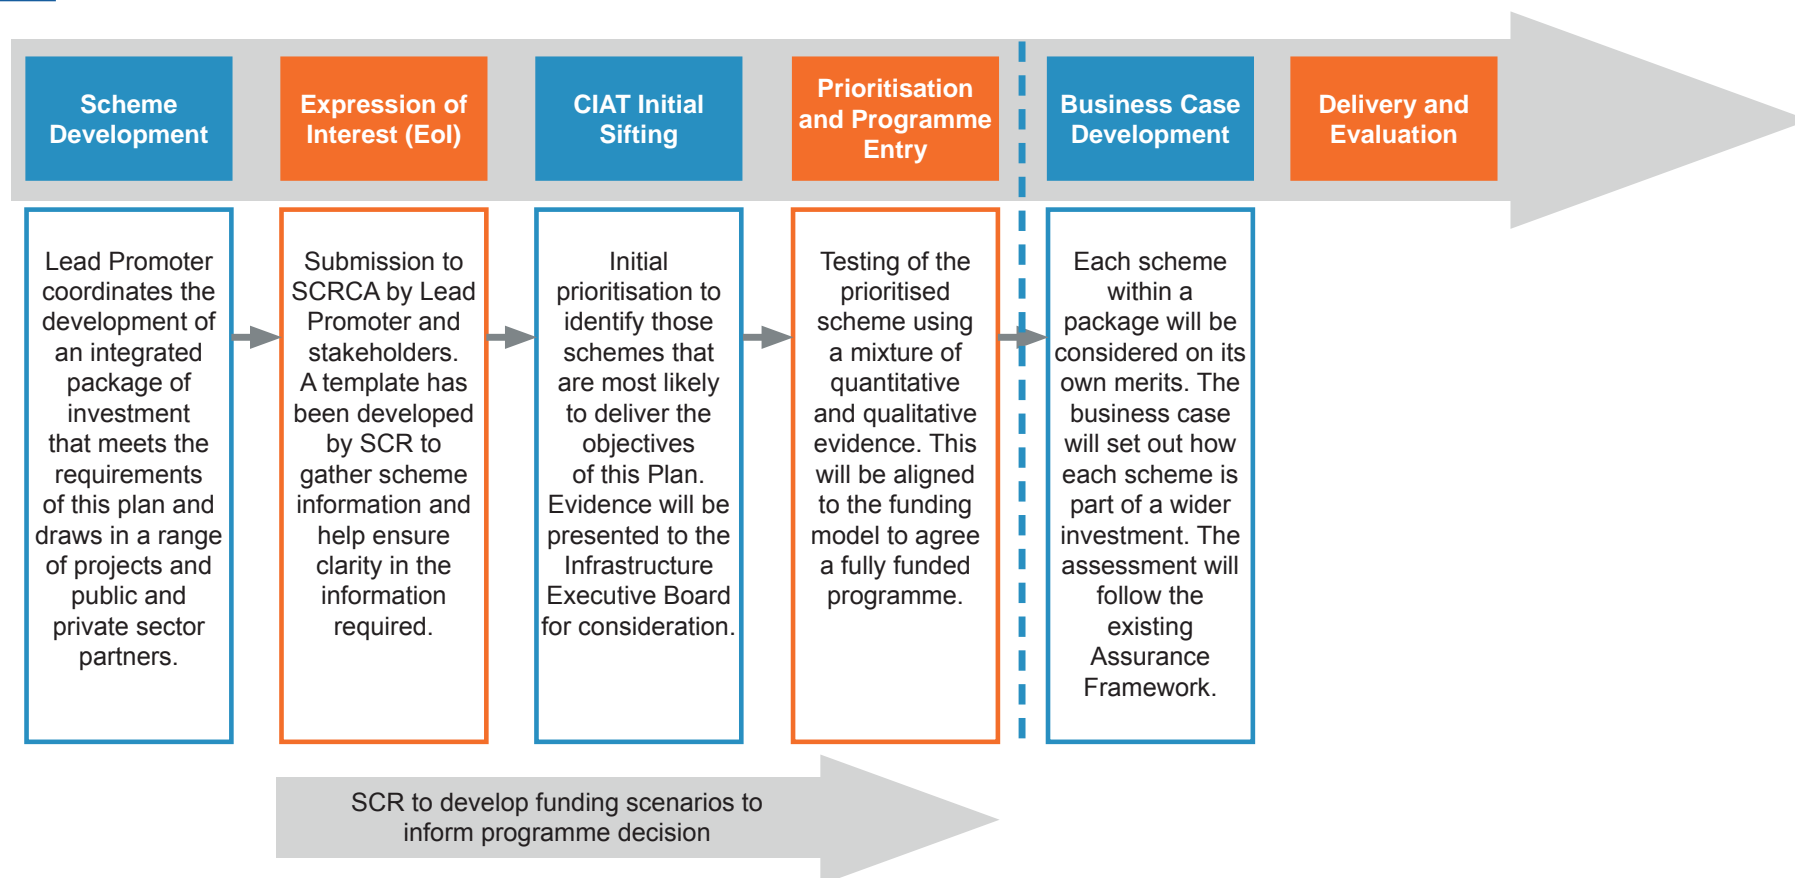 Scheme
Development
Expression of
Interest (EoI)
CIAT Initial
Sifting
Prioritisation
and Programme
Entry
Business Case
Development
Delivery and
Evaluation
Lead Promoter
coordinates the
development of
an integrated
package of
investment
that meets the
requirements
of this plan and
draws in a range
of projects and
public and
private sector
partners.
Submission to
SCRCA by Lead
Promoter and
stakeholders.
A template has
been developed
by SCR to
gather scheme
information and
help ensure
clarity in the
information
required.
Initial
prioritisation to
identify those
schemes that
are most likely
to deliver the
objectives
of this Plan.
Evidence will be
presented to the
Infrastructure
Executive Board
for consideration.
Testing of the
prioritised
scheme using
a mixture of
quantitative
and qualitative
evidence. This
will be aligned
to the funding
model to agree
a fully funded
programme.
Each scheme
within a
package will be
considered on its
own merits. The
business case
will set out how
each scheme is
part of a wider
investment. The
assessment will
follow the
existing
Assurance
Framework.
SCR to develop funding scenarios to
inform programme decision